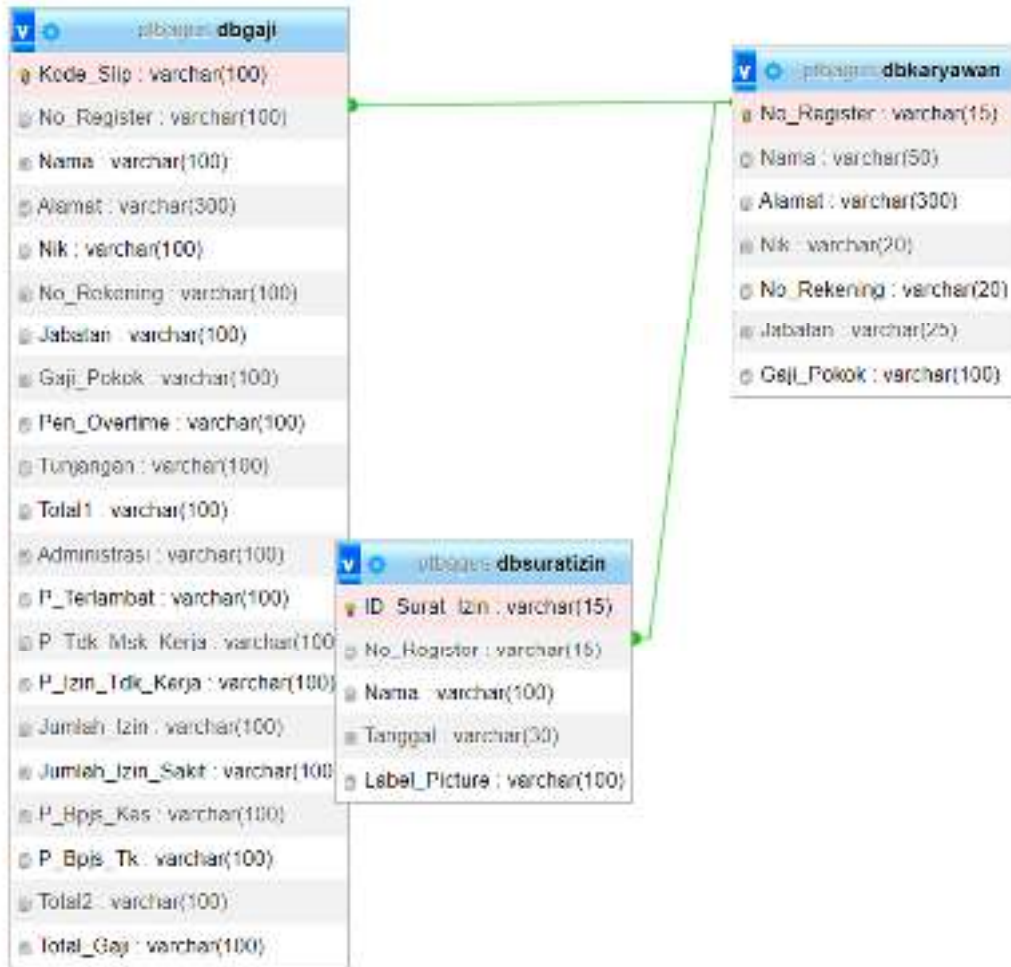 dbgaji
Kode_Slip : varchar(100)
No_Register : varchar(100)
Nama : varchar(100)
Alamat : varchar(300)
Nik : varchar(100)
No_Rekening : varchar(100)
Jabatan : varchar(100)
Gaji_Pokok : varchar(100)
Pen_Overtime : varchar(100)
Tunjangan : varchar(100)
Total1 : varchar(100)
Administrasi : varchar(100)
P_Terlambat : varchar(100)
P_Tdk_Msk_Kerja : varchar(100
P_Izin_Tdk_Kerja : varchar(100)
Jumlah_Izin : varchar(100)
Jumlah_Izin_Sakit : varchar(100
P_Bpjs_Kes : varchar(100)
P_Bpjs_Tk : varchar(100)
Total2 : varchar(100)
Total_Gaji : varchar(100)
dbsuratizin
ID_Surat_Izin : varchar(15)
No_Register : varchar(15)
Nama : varchar(100)
Tanggal : varchar(30)
Label_Picture : varchar(100)
dbkaryawan
No_Register : varchar(15)
Nama : varchar(50)
Alamat : varchar(300)
Nik : varchar(20)
No_Rekening : varchar(20)
Jabatan : varchar(25)
Gaji_Pokok : varchar(100)